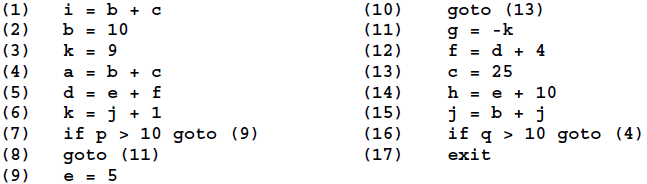 (1) i = b + c
(2) b = 10
(3) k = 9
(4) a = b + c
(5) d = e + f
(6) k = j + 1
(7) if p > 10 goto (9)
(8) goto (11)
(9) e = 5
(10) goto (13)
(11) g = -k
(12) f = d + 4
(13) c = 25
(14) h = e + 10
(15) j = b + j
(16) if q > 10 goto (4)
(17) exit